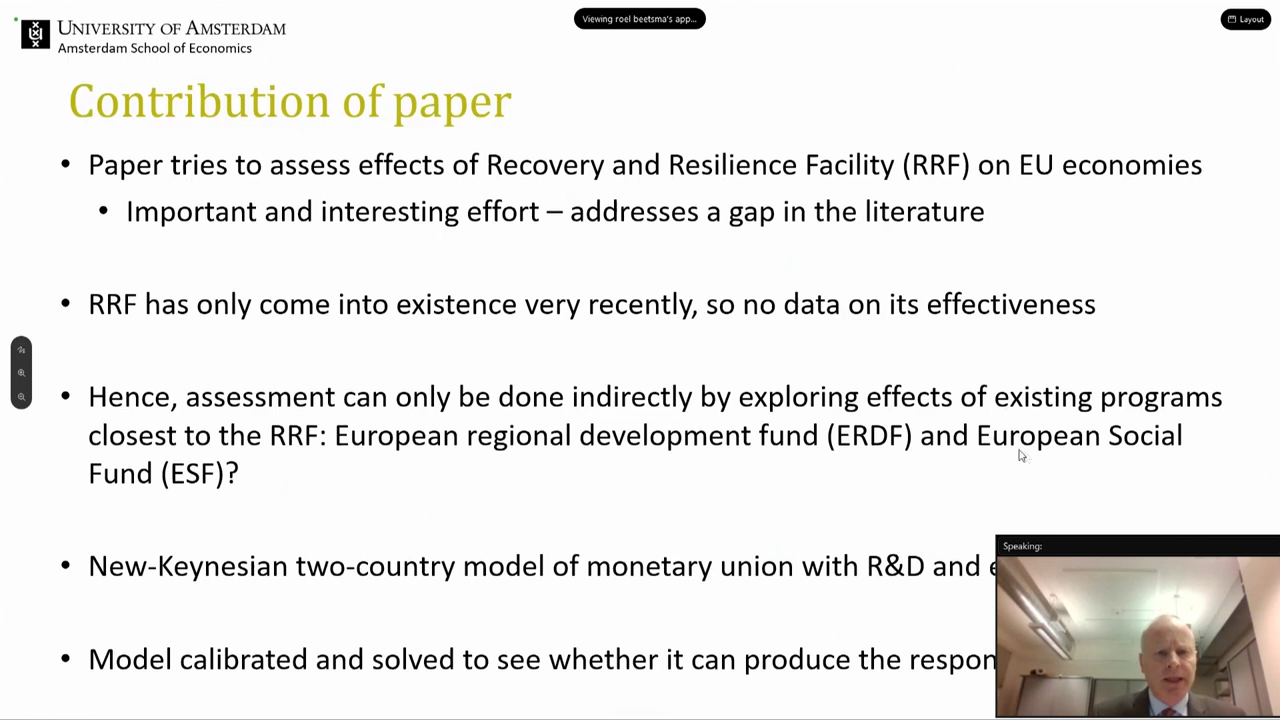 Viewing roel beetsma's app...
Layout
UNIVERSITY OF AMSTERDAM
Amsterdam School of Economics
Contribution of paper
• Paper tries to assess effects of Recovery and Resilience Facility (RRF) on EU economies
• Important and interesting effort – addresses a gap in the literature
• RRF has only come into existence very recently, so no data on its effectiveness
• Hence, assessment can only be done indirectly by exploring effects of existing programs
closest to the RRF: European regional development fund (ERDF) and European Social
Fund (ESF)?
Speaking:
• New-Keynesian two-country model of monetary union with R&D and
• Model calibrated and solved to see whether it can produce the respon